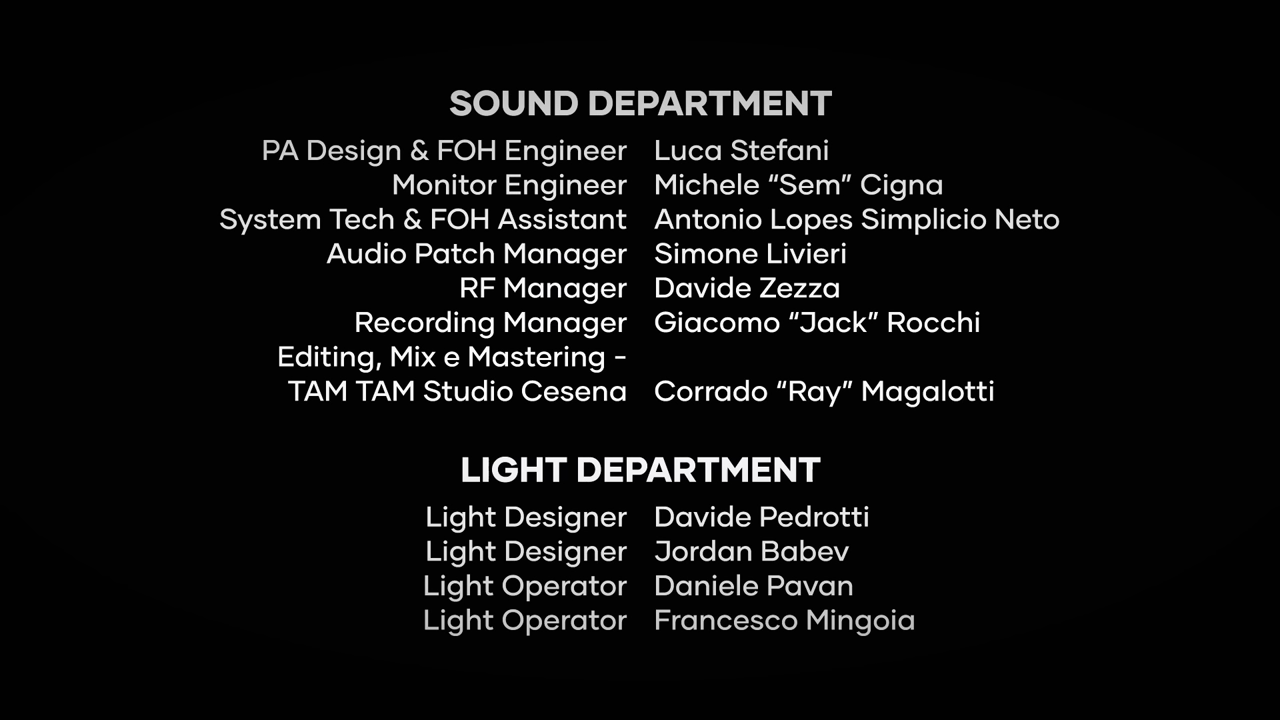 SOUND DEPARTMENT
PA Design & FOH Engineer Luca Stefani
Monitor Engineer Michele “Sem” Cigna
System Tech & FOH Assistant Antonio Lopes Simplicio Neto
Audio Patch Manager Simone Livieri
RF Manager Davide Zezza
Recording Manager Giacomo “Jack” Rocchi
Editing, Mix e Mastering -
TAM TAM Studio Cesena Corrado “Ray” Magalotti
LIGHT DEPARTMENT
Light Designer Davide Pedrotti
Light Designer Jordan Babev
Light Operator Daniele Pavan
Light Operator Francesco Mingoia